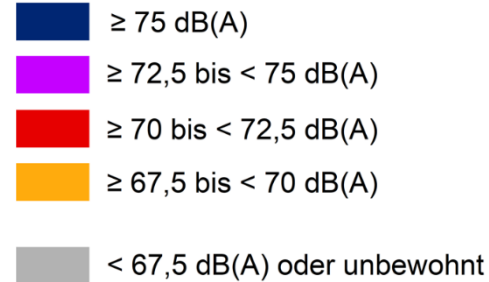 ≥ 75 dB(A)
≥ 72,5 bis < 75 dB(A)
≥ 70 bis < 72,5 dB(A)
≥ 67,5 bis < 70 dB(A)
< 67,5 dB(A) oder unbewohnt